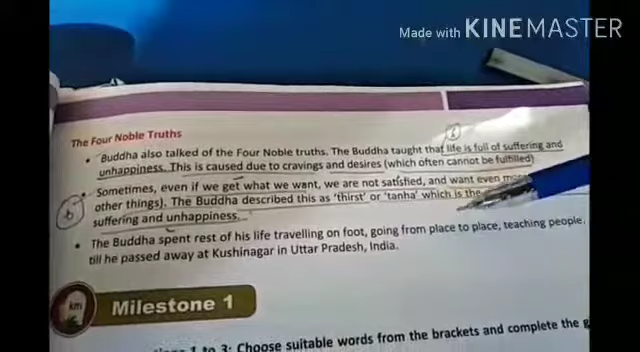 Made with KINEMASTER
The Four Noble Truths
• Buddha also talked of the Four Noble truths. The Buddha taught that life is full of suffering and
unhappiness. This is caused due to cravings and desires (which often cannot be fulfilled)
• Sometimes, even if we get what we want, we are not satisfied, and want even more
other things). The Buddha described this as 'thirst' or 'tanha' which is the
suffering and unhappiness.
• The Buddha spent rest of his life travelling on foot, going from place to place, teaching people,
till he passed away at Kushinagar in Uttar Pradesh, India.
km
Milestone 1
1 to 3: Choose suitable words from the brackets and complete the